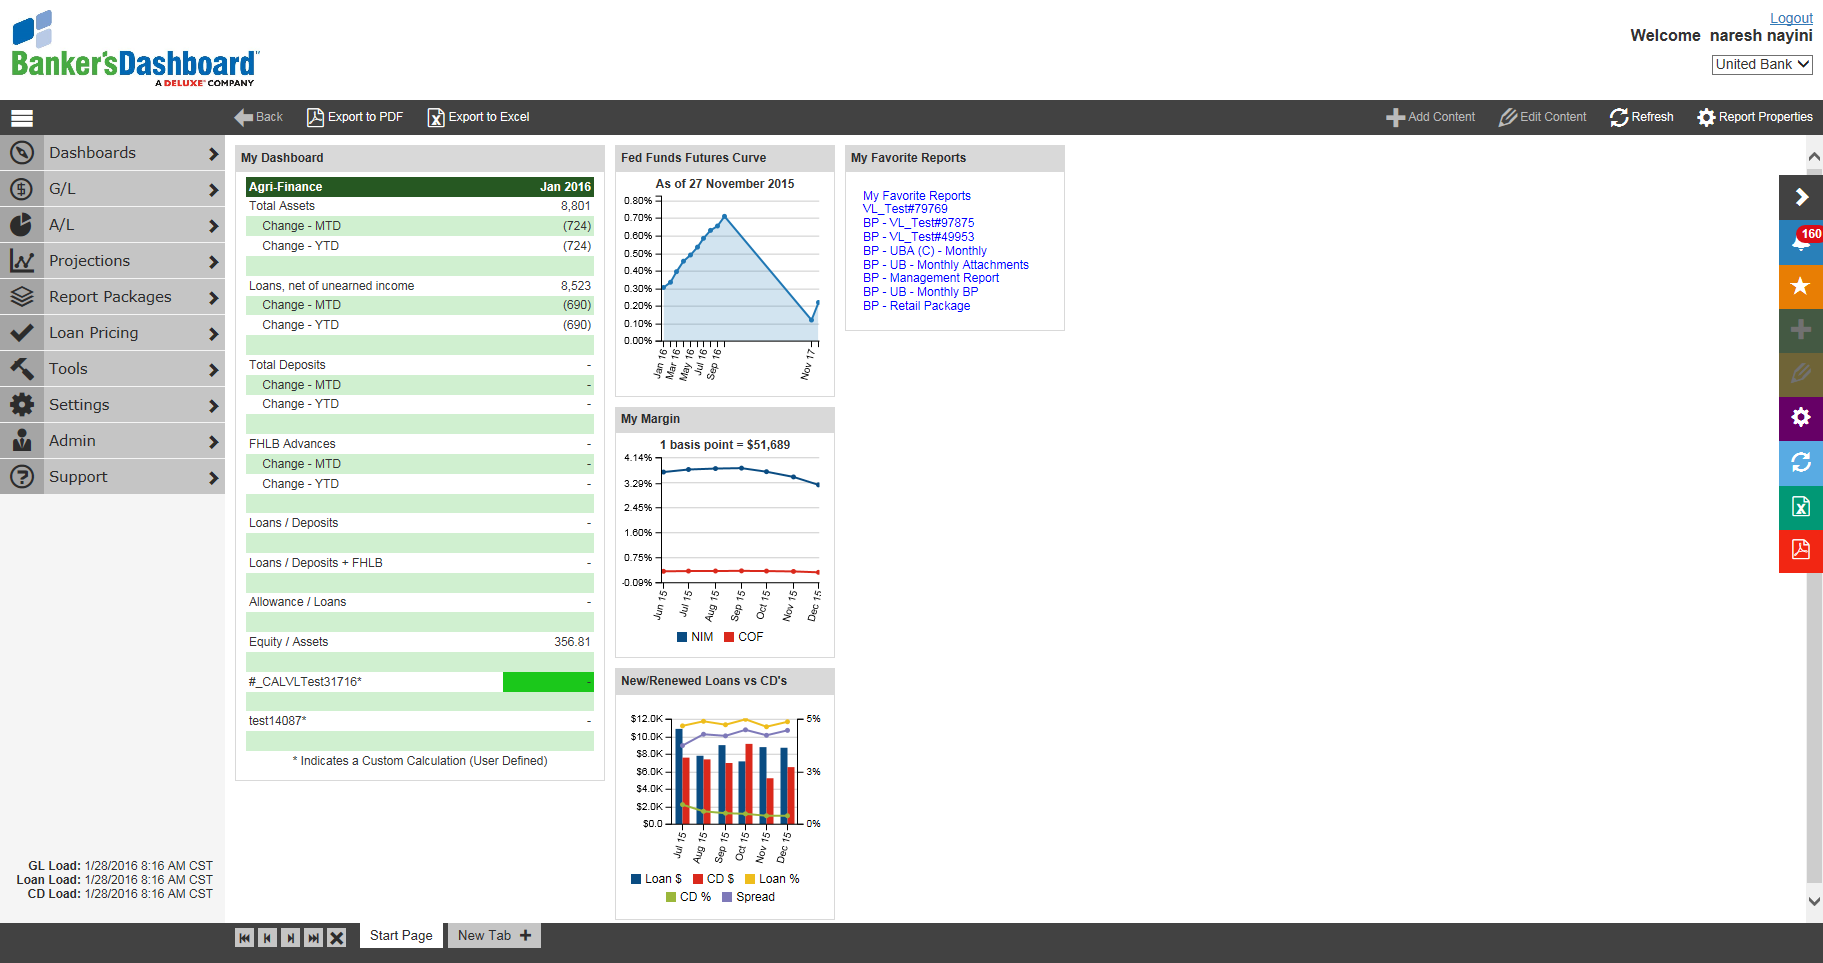 Banker'sDashboard
A DELUXE COMPANY
Logout
Welcome naresh nayini
United Bank
Back
Export to PDF
Export to Excel
Add Content
Edit Content
Refresh
Report Properties
Dashboards
G/L
A/L
Projections
Report Packages
Loan Pricing
Tools
Settings
Admin
Support
GL Load: 1/28/2016 8:16 AM CST
Loan Load: 1/28/2016 8:16 AM CST
CD Load: 1/28/2016 8:16 AM CST
My Dashboard
Agri-Finance Jan 2016
Total Assets 8,801
Change - MTD (724)
Change - YTD (724)
Loans, net of unearned income 8,523
Change - MTD (690)
Change - YTD (690)
Total Deposits -
Change - MTD -
Change - YTD -
FHLB Advances -
Change - MTD -
Change - YTD -
Loans / Deposits -
Loans / Deposits + FHLB -
Allowance / Loans -
Equity / Assets 356.81
#_CALVLTest31716* -
test14087* -
* Indicates a Custom Calculation (User Defined)
Fed Funds Futures Curve
As of 27 November 2015
0.80%
0.70%
0.60%
0.50%
0.40%
0.30%
0.20%
0.10%
0.00%
Jan 16
Mar 16
May 16
Jul 16
Sep 16
Nov 17
My Margin
1 basis point = $51,689
4.14%
3.29%
2.45%
1.60%
0.75%
-0.09%
Jun 15
Jul 15
Aug 15
Sep 15
Oct 15
Nov 15
Dec 15
NIM COF
New/Renewed Loans vs CD's
$12.0K
$10.0K
$8.0K
$6.0K
$4.0K
$2.0K
$0.0
5%
3%
0%
Jul 15
Aug 15
Sep 15
Oct 15
Nov 15
Dec 15
Loan $ CD $ Loan %
CD % Spread
My Favorite Reports
My Favorite Reports
VL_Test#79769
BP - VL_Test#97875
BP - VL_Test#49953
BP - UBA (C) - Monthly
BP - UB - Monthly Attachments
BP - Management Report
BP - UB - Monthly BP
BP - Retail Package
160
Start Page
New Tab